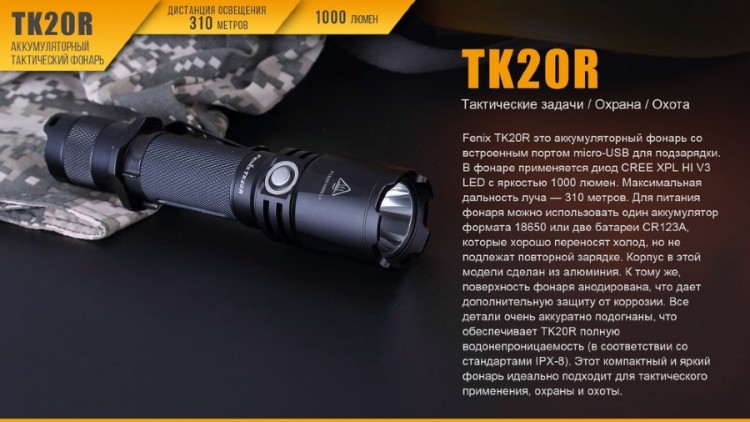 TK20R
АККУМУЛЯТОРНЫЙ
ТАКТИЧЕСКИЙ ФОНАРЬ
ДИСТАНЦИЯ ОСВЕЩЕНИЯ
310 МЕТРОВ
1000 ЛЮМЕН
TK20R
Тактические задачи / Охрана / Охота
Fenix TK20R это аккумуляторный фонарь со
встроенным портом micro-USB для подзарядки.
В фонаре применяется диод CREE XPL HI V3
LED с яркостью 1000 люмен. Максимальная
дальность луча — 310 метров. Для питания
фонаря можно использовать один аккумулятор
формата 18650 или две батареи CR123A,
которые хорошо переносят холод, но не
подлежат повторной зарядке. Корпус в этой
модели сделан из алюминия. К тому же,
поверхность фонаря анодирована, что дает
дополнительную защиту от коррозии. Все
детали очень аккуратно подогнаны, что
обеспечивает TK20R полную
водонепроницаемость (в соответствии со
стандартами IPX-8). Этот компактный и яркий
фонарь идеально подходит для тактического
применения, охраны и охоты.
Fenix TK20R